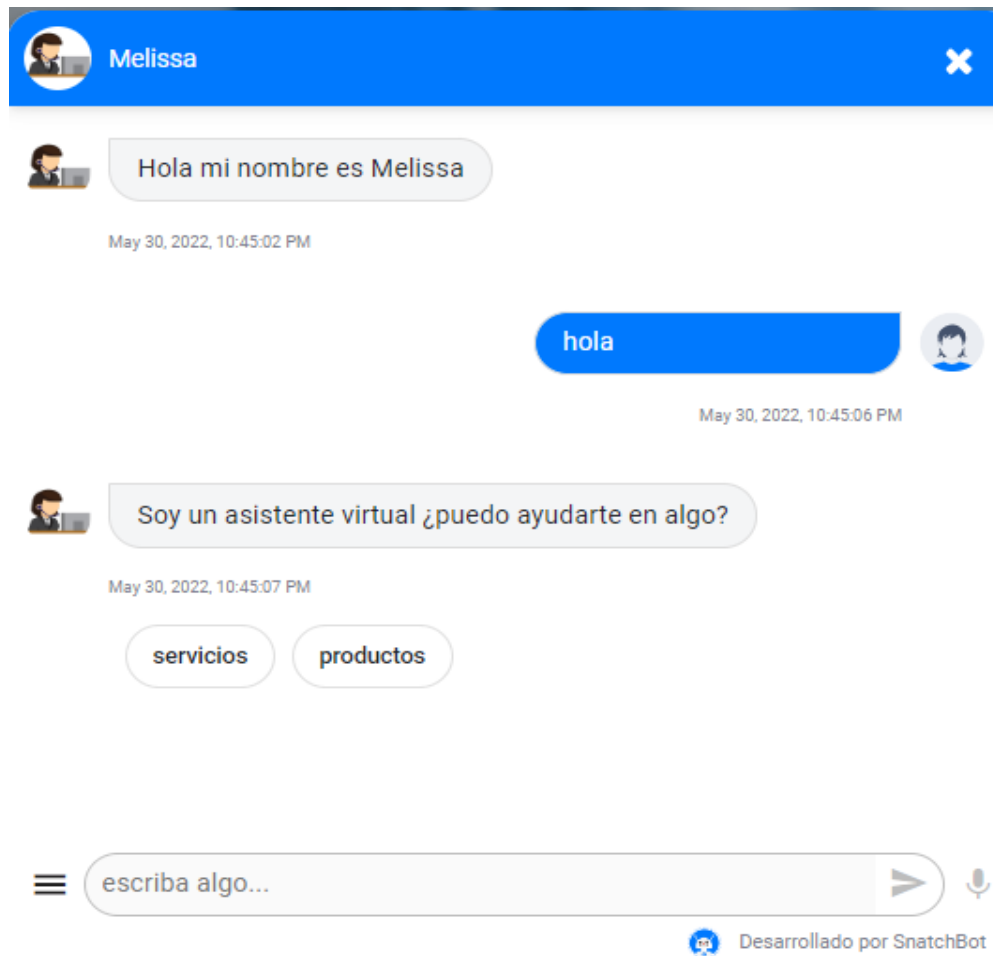 Melissa
Hola mi nombre es Melissa
May 30, 2022, 10:45:02 PM
hola
May 30, 2022, 10:45:06 PM
Soy un asistente virtual ¿puedo ayudarte en algo?
May 30, 2022, 10:45:07 PM
servicios productos
escriba algo...
Desarrollado por SnatchBot